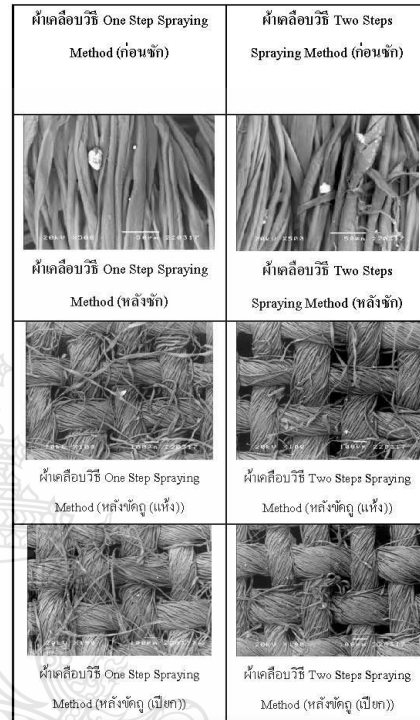 ผ้าเคลือบวิธี One Step Spraying
Method (ก่อนซัก)
ผ้าเคลือบวิธี Two Steps
Spraying Method (ก่อนซัก)
ผ้าเคลือบวิธี One Step Spraying
Method (หลังซัก)
ผ้าเคลือบวิธี Two Steps
Spraying Method (หลังซัก)
ผ้าเคลือบวิธี One Step Spraying
Method (หลังขัดถู (แห้ง))
ผ้าเคลือบวิธี Two Steps Spraying
Method (หลังขัดถู (แห้ง))
ผ้าเคลือบวิธี One Step Spraying
Method (หลังขัดถู (เปียก))
ผ้าเคลือบวิธี Two Steps Spraying
Method (หลังขัดถู (เปียก))